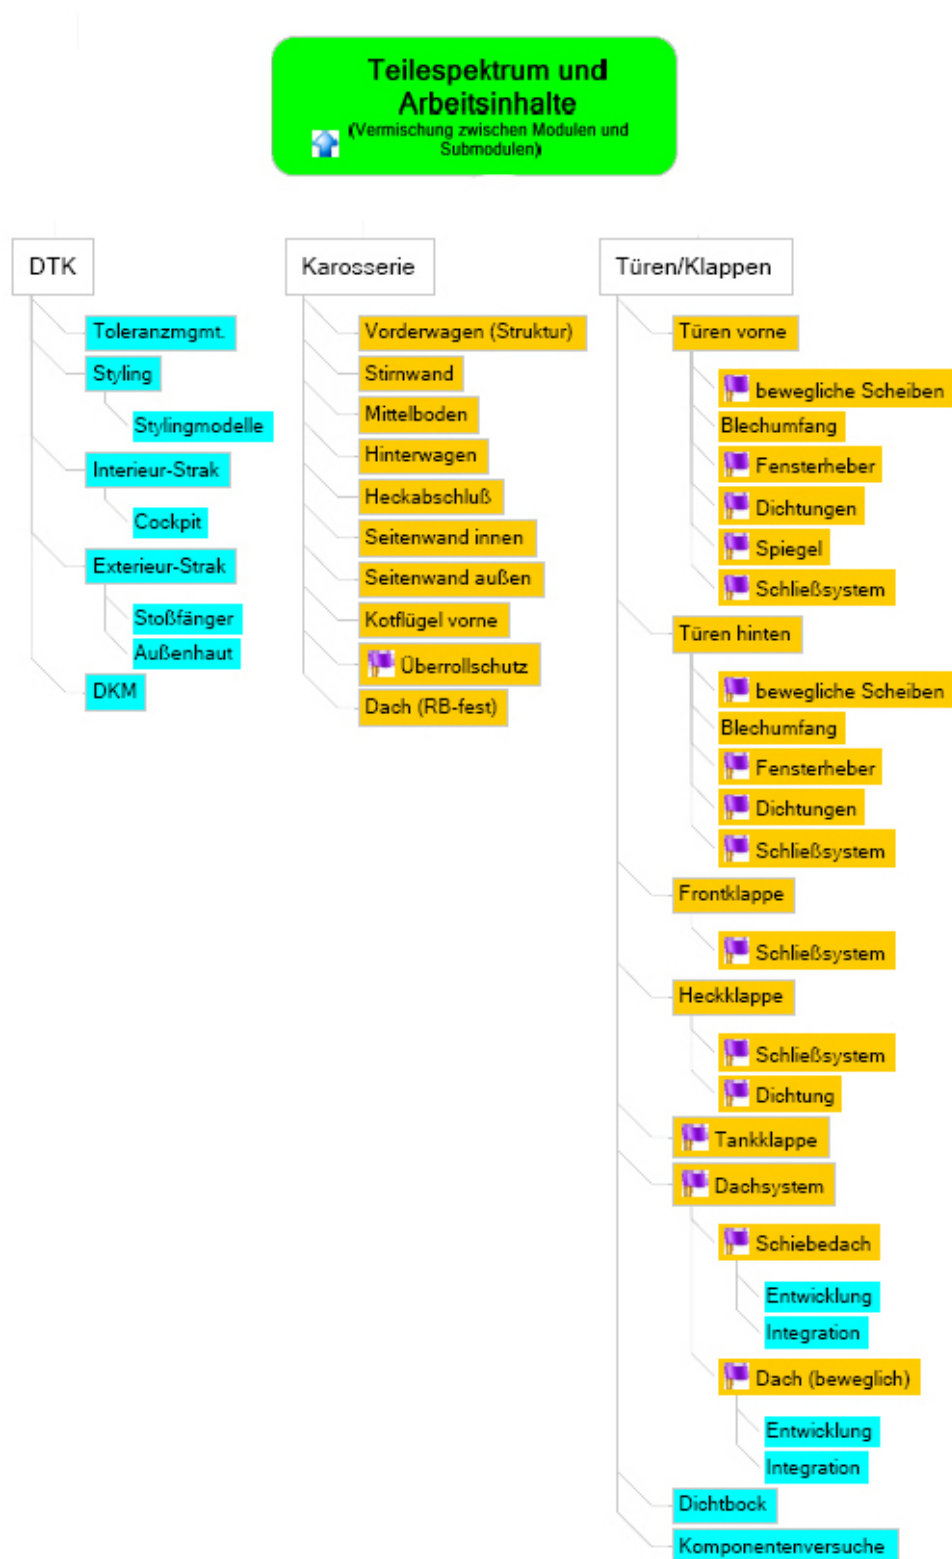 Teilespektrum und
Arbeitsinhalte
(Vermischung zwischen Modulen und
Submodulen)
DTK
Toleranzmgmt.
Styling
Stylingmodelle
Interieur-Strak
Cockpit
Exterieur-Strak
Stoßfänger
Außenhaut
DKM
Karosserie
Vorderwagen (Struktur)
Stirnwand
Mittelboden
Hinterwagen
Heckabschluß
Seitenwand innen
Seitenwand außen
Kotflügel vorne
Überrollschutz
Dach (RB-fest)
Türen/Klappen
Türen vorne
bewegliche Scheiben
Blechumfang
Fensterheber
Dichtungen
Spiegel
Schließsystem
Türen hinten
bewegliche Scheiben
Blechumfang
Fensterheber
Dichtungen
Schließsystem
Frontklappe
Schließsystem
Heckklappe
Schließsystem
Dichtung
Tankklappe
Dachsystem
Schiebedach
Entwicklung
Integration
Dach (beweglich)
Entwicklung
Integration
Dichtbock
Komponentenversuche